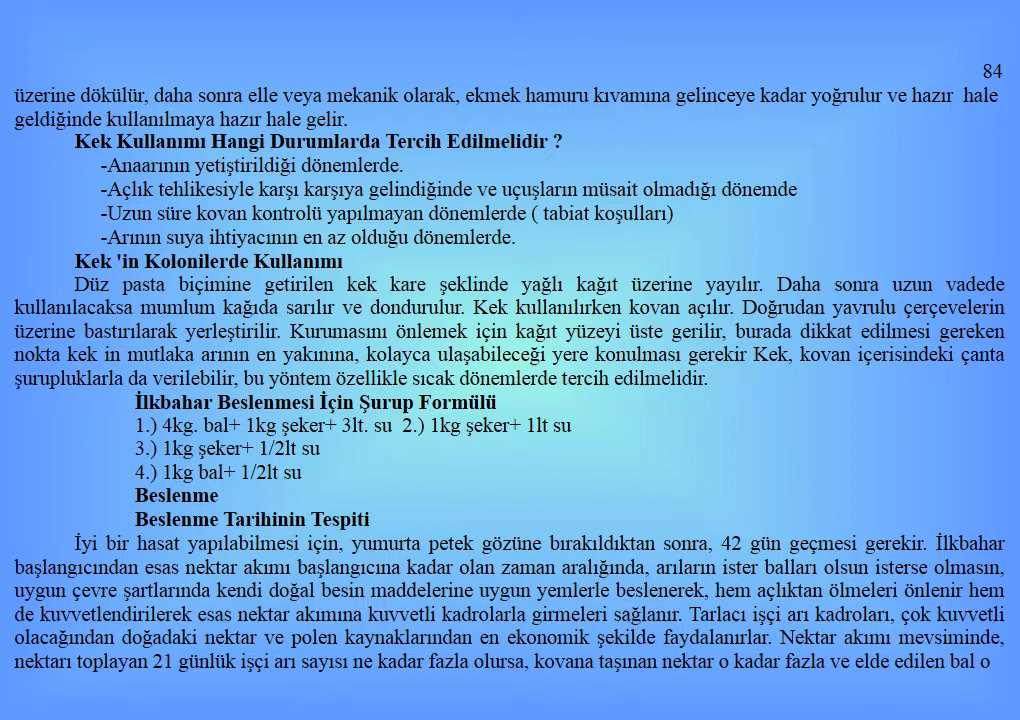 84
üzerine dökülür, daha sonra elle veya mekanik olarak, ekmek hamuru kıvamına gelinceye kadar yoğrulur ve hazır hale
geldiğinde kullanılmaya hazır hale gelir.
Kek Kullanımı Hangi Durumlarda Tercih Edilmelidir ?
-Anaarının yetiştirildiği dönemlerde.
-Açlık tehlikesiyle karşı karşıya gelindiğinde ve uçuşların müsait olmadığı dönemde
-Uzun süre kovan kontrolü yapılmayan dönemlerde ( tabiat koşulları)
-Arının suya ihtiyacının en az olduğu dönemlerde.
Kek 'in Kolonilerde Kullanımı
Düz pasta biçimine getirilen kek kare şeklinde yağlı kağıt üzerine yayılır. Daha sonra uzun vadede
kullanılacaksa mumlum kağıda sarılır ve dondurulur. Kek kullanılırken kovan açılır. Doğrudan yavrulu çerçevelerin
üzerine bastırılarak yerleştirilir. Kurumasını önlemek için kağıt yüzeyi üste gerilir, burada dikkat edilmesi gereken
nokta kek in mutlaka arının en yakınına, kolayca ulaşabileceği yere konulması gerekir Kek, kovan içerisindeki çanta
şurupluklarla da verilebilir, bu yöntem özellikle sıcak dönemlerde tercih edilmelidir.
İlkbahar Beslenmesi İçin Şurup Formülü
1.) 4kg. bal+ 1kg şeker+ 3lt. su 2.) 1kg şeker+ 1lt su
3.) 1kg şeker+ 1/2lt su
4.) 1kg bal+ 1/2lt su
Beslenme
Beslenme Tarihinin Tespiti
İyi bir hasat yapılabilmesi için, yumurta petek gözüne bırakıldıktan sonra, 42 gün geçmesi gerekir. İlkbahar
başlangıcından esas nektar akımı başlangıcına kadar olan zaman aralığında, arıların ister balları olsun isterse olmasın,
uygun çevre şartlarında kendi doğal besin maddelerine uygun yemlerle beslenerek, hem açlıktan ölmeleri önlenir hem
de kuvvetlendirilerek esas nektar akımına kuvvetli kadrolarla girmeleri sağlanır. Tarlacı işçi arı kadroları, çok kuvvetli
olacağından doğadaki nektar ve polen kaynaklarından en ekonomik şekilde faydalanırlar. Nektar akımı mevsiminde,
nektarı toplayan 21 günlük işçi arı sayısı ne kadar fazla olursa, kovana taşınan nektar o kadar fazla ve elde edilen bal o